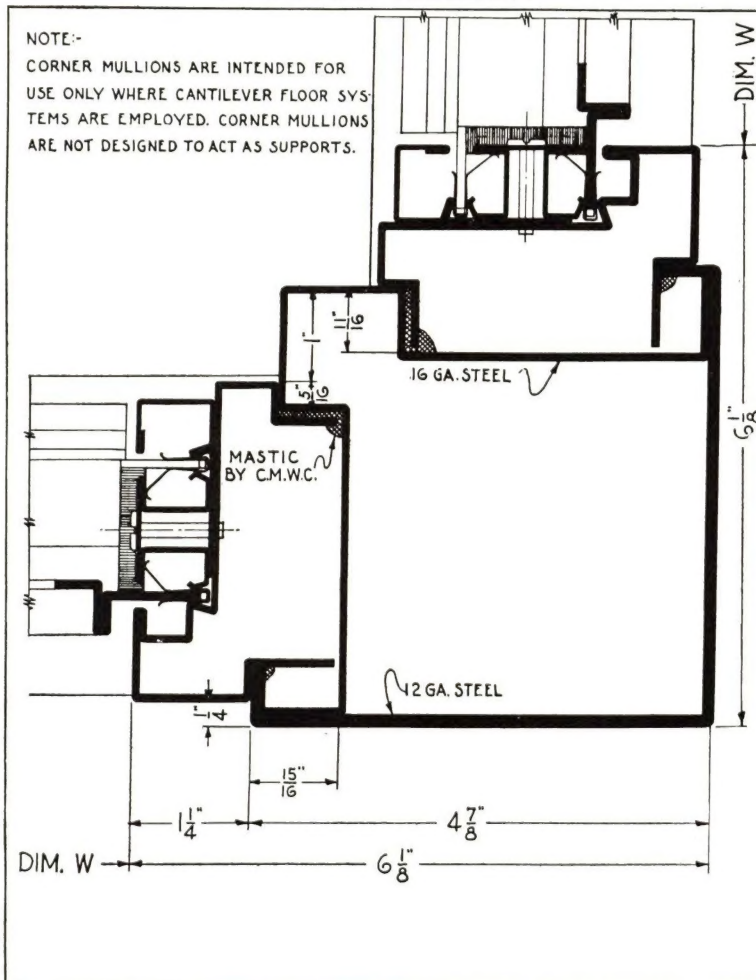 NOTE:-
CORNER MULLIONS ARE INTENDED FOR
USE ONLY WHERE CANTILEVER FLOOR SYS-
TEMS ARE EMPLOYED. CORNER MULLIONS
ARE NOT DESIGNED TO ACT AS SUPPORTS.
DIM. W
1"
11/16"
5/16"
16 GA. STEEL
6 1/8"
MASTIC
BY C.M.W.C.
12 GA. STEEL
1/4"
15/16"
1 1/4"
4 7/8"
DIM. W
6 1/8"